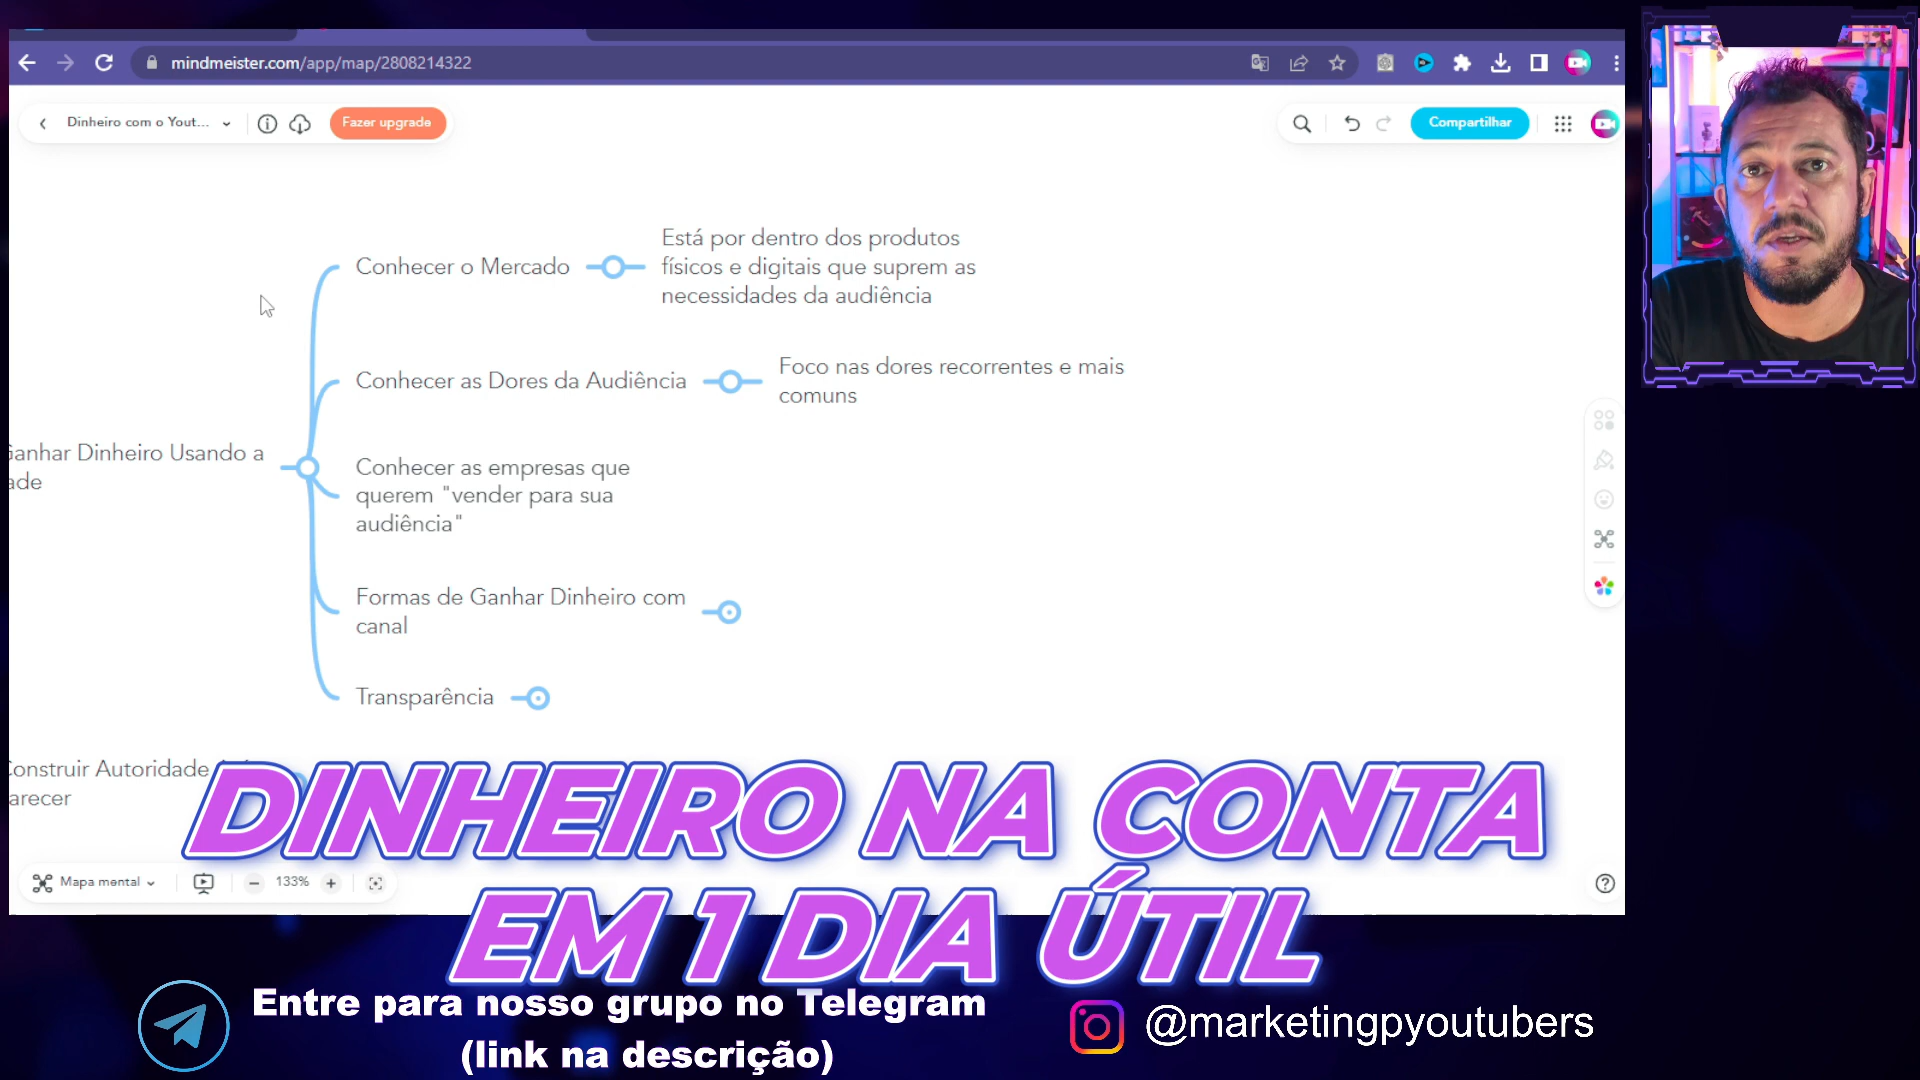 mindmeister.com/app/map/2808214322
Dinheiro com o Yout...
Fazer upgrade
Compartilhar
Conhecer o Mercado
Está por dentro dos produtos
físicos e digitais que suprem as
necessidades da audiência
Conhecer as Dores da Audiência
Foco nas dores recorrentes e mais
comuns
Ganhar Dinheiro Usando a
ade
Conhecer as empresas que
querem "vender para sua
audiência"
Formas de Ganhar Dinheiro com
canal
Transparência
Construir Autoridade
arecer
DINHEIRO NA CONTA
EM 1 DIA ÚTIL
Mapa mental
133%
Entre para nosso grupo no Telegram
(link na descrição)
@marketingpyoutubers